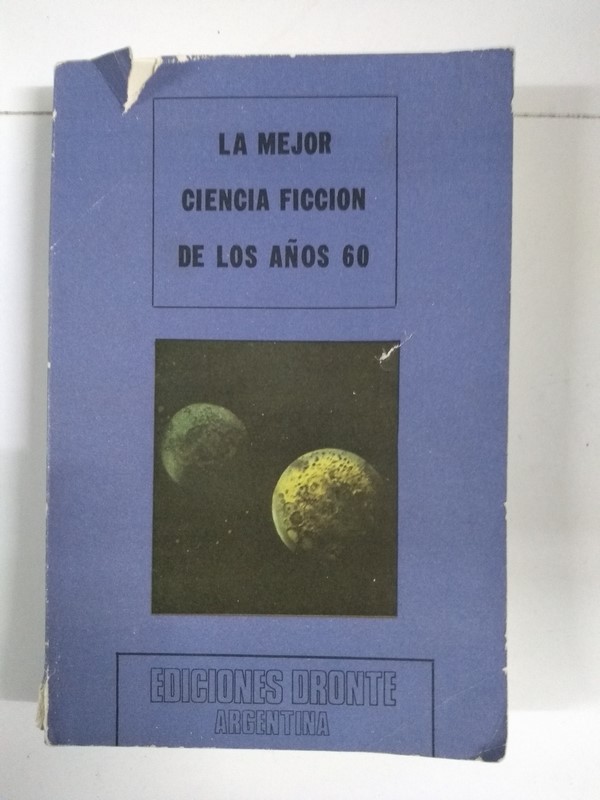 LA MEJOR
CIENCIA FICCION
DE LOS AÑOS 60
EDICIONES DRONTE
ARGENTINA